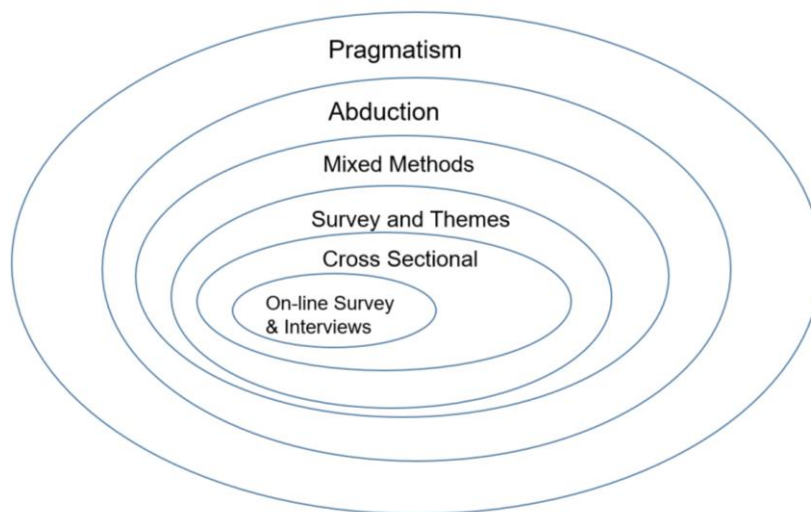 Pragmatism
Abduction
Mixed Methods
Survey and Themes
Cross Sectional
On-line Survey
& Interviews